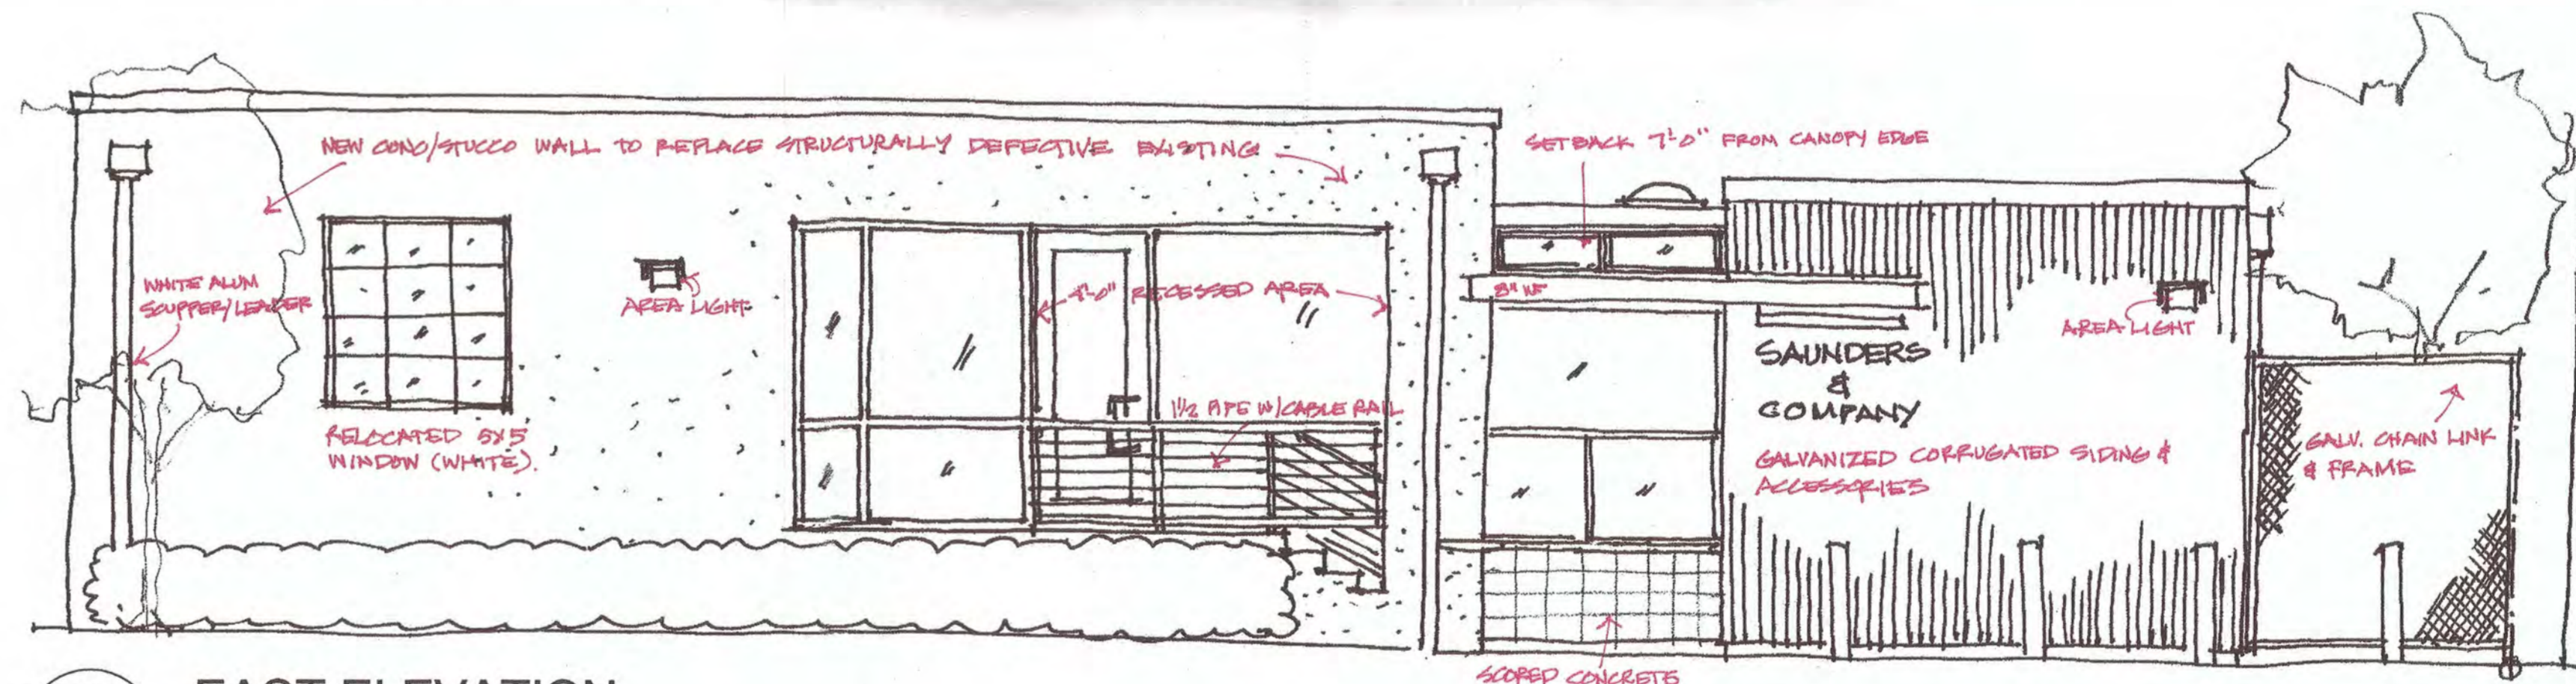 NEW CONC/STUCCO WALL TO REPLACE STRUCTURALLY DEFECTIVE EXISTING
SETBACK 7'-0" FROM CANOPY EDGE
WHITE ALUM
SCUPPER/LEADER
AREA LIGHT
4'-0" RECESSED AREA
8" WF
AREA LIGHT
SAUNDERS
&
COMPANY
1 1/2 PIPE W/CABLE RAIL
RELOCATED 5X5'
WINDOW (WHITE).
GALVANIZED CORRUGATED SIDING &
ACCESSORIES
GALV. CHAIN LINK
& FRAME
SCORED CONCRETE
EAST ELEVATION